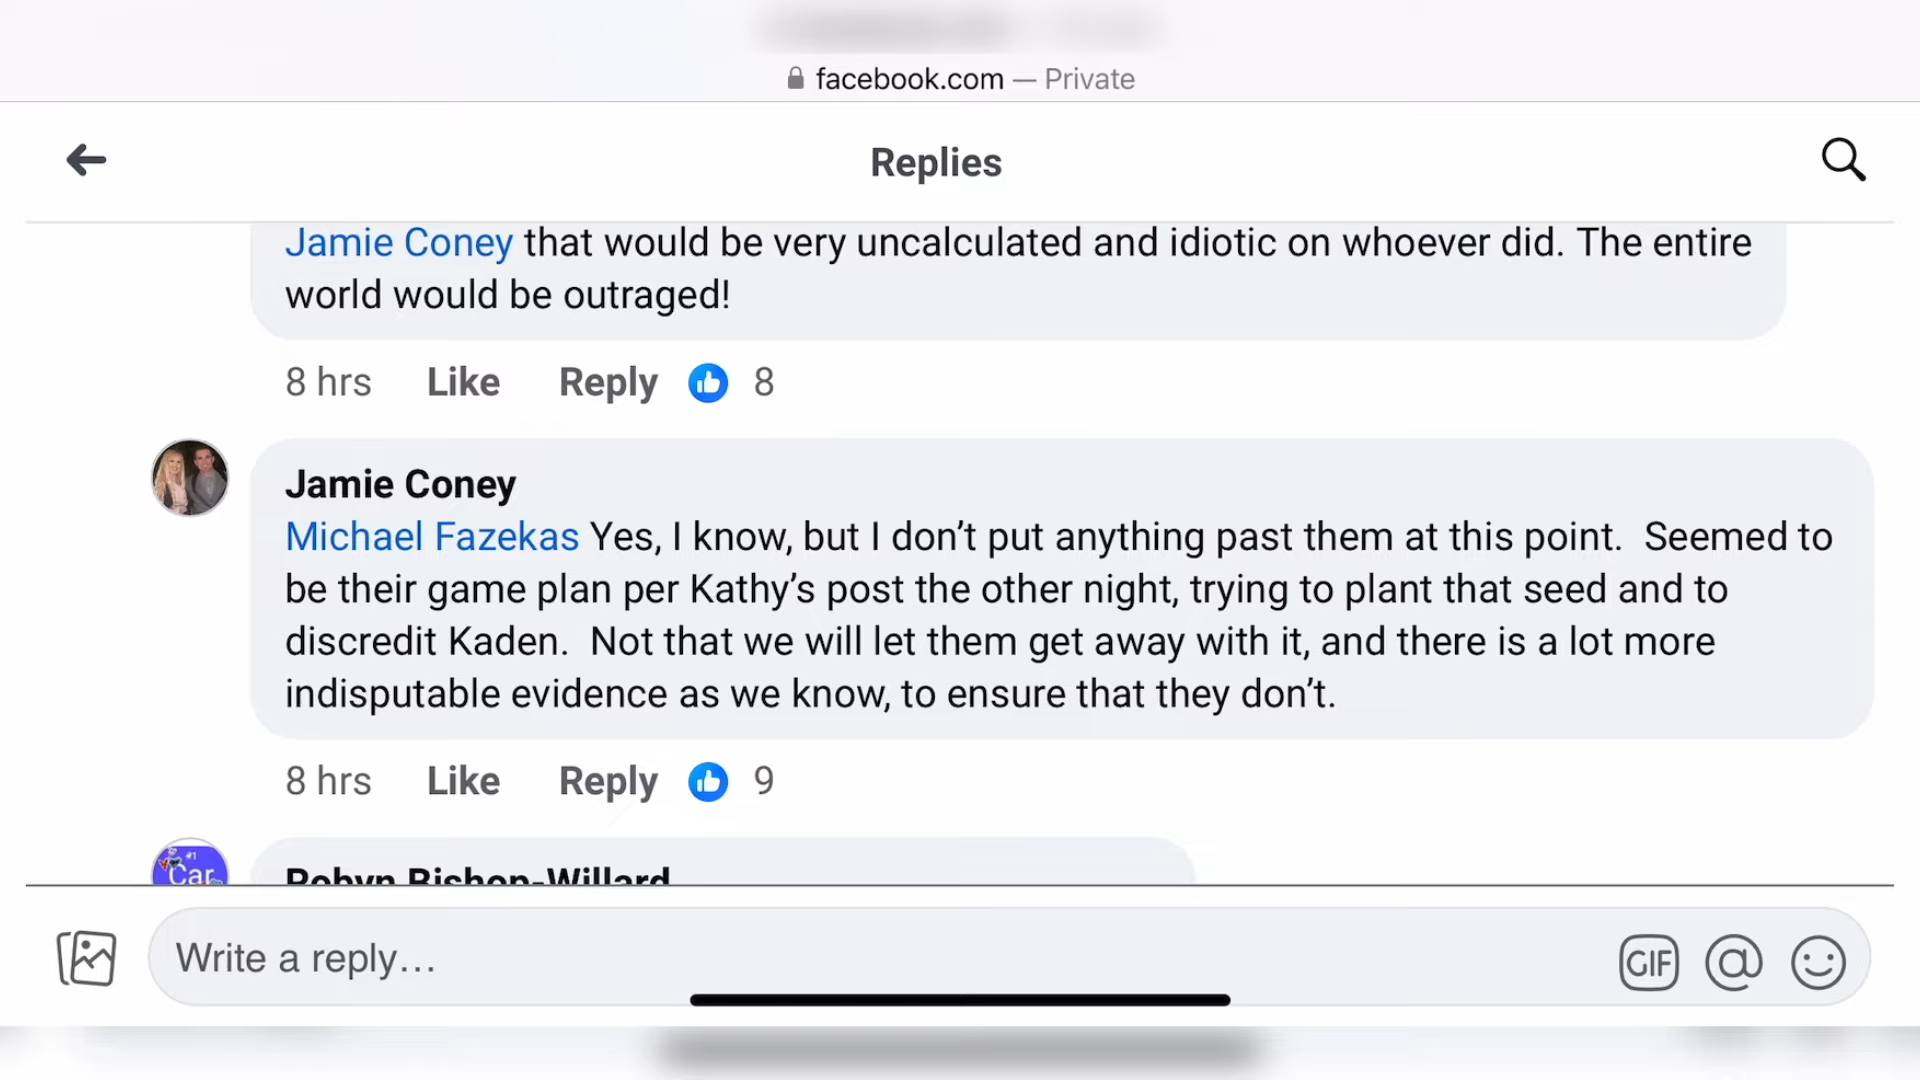 facebook.com — Private
Replies
Jamie Coney that would be very uncalculated and idiotic on whoever did. The entire
world would be outraged!
8 hrs Like Reply 8
Jamie Coney
Michael Fazekas Yes, I know, but I don’t put anything past them at this point.  Seemed to
be their game plan per Kathy’s post the other night, trying to plant that seed and to
discredit Kaden.  Not that we will let them get away with it, and there is a lot more
indisputable evidence as we know, to ensure that they don’t.
8 hrs Like Reply 9
#1
Car
Robyn Bishop-Willard
Write a reply...
GIF @